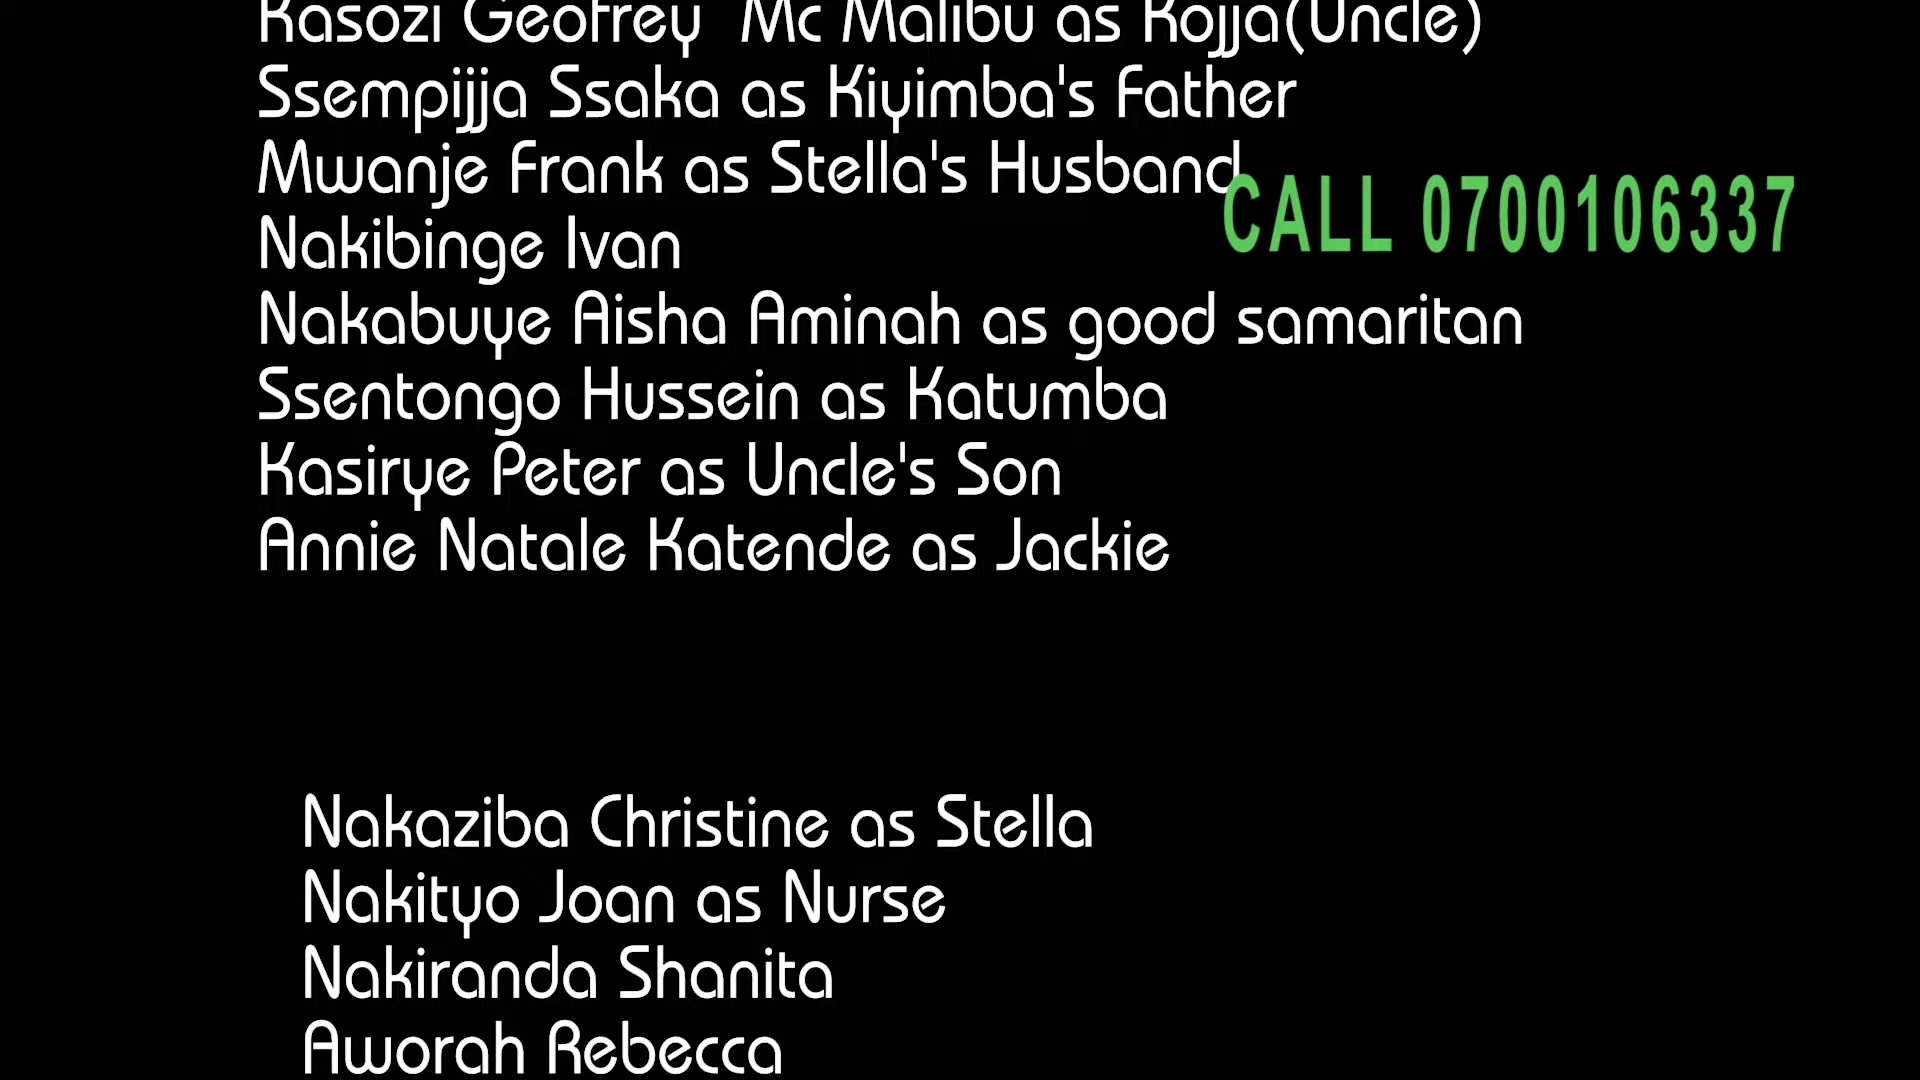 Kasozi Geofrey Mc Malibu as Kojja(Uncle)
Ssempijja Ssaka as Kiyimba's Father
Mwanje Frank as Stella's Husband
CALL 0700106337
Nakibinge Ivan
Nakabuye Aisha Aminah as good samaritan
Ssentongo Hussein as Katumba
Kasirye Peter as Uncle's Son
Annie Natale Katende as Jackie
Nakaziba Christine as Stella
Nakityo Joan as Nurse
Nakiranda Shanita
Aworah Rebecca